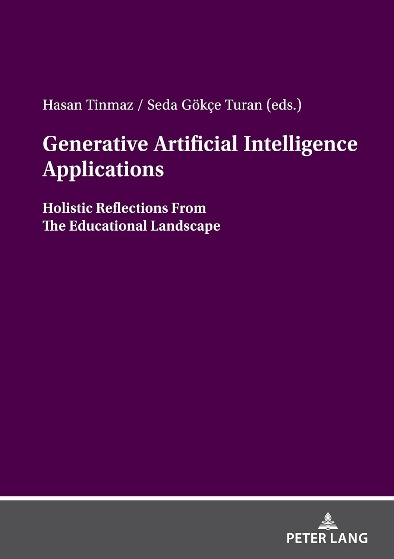 Hasan Tinmaz / Seda Gökçe Turan (eds.)
Generative Artificial Intelligence
Applications
Holistic Reflections From
The Educational Landscape
PETER LANG